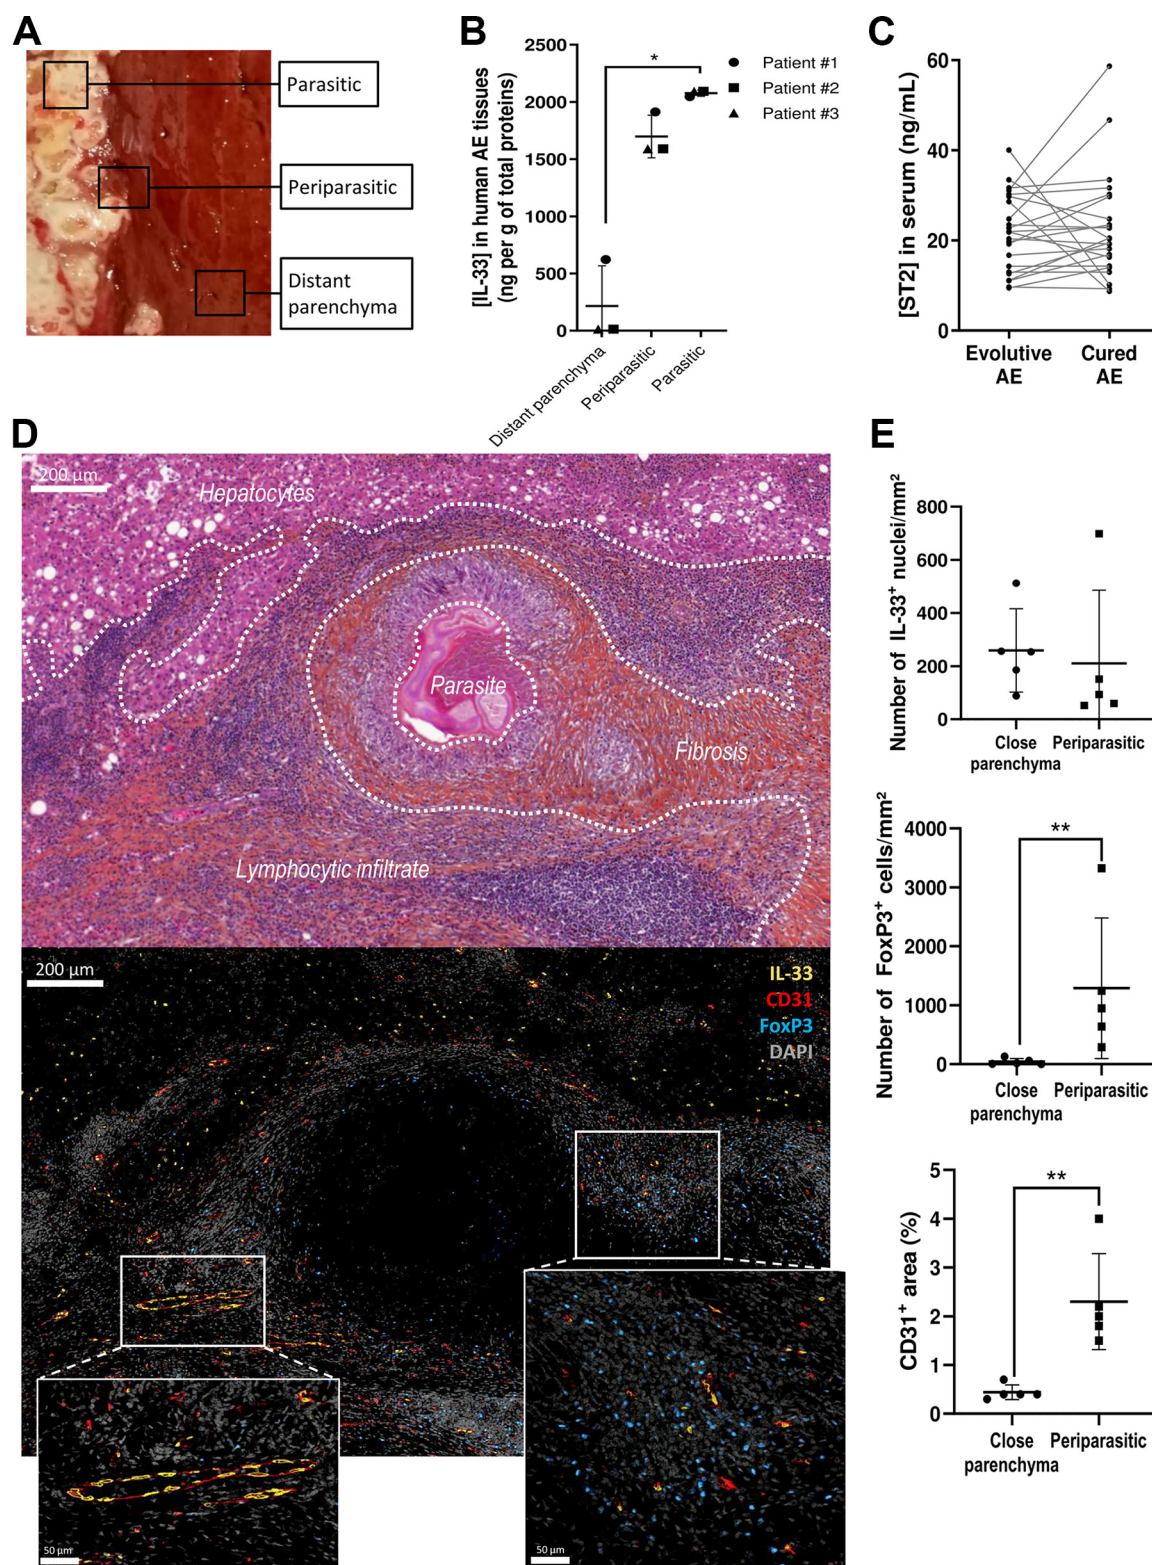 A
Parasitic
Periparasitic
Distant
parenchyma
B
[IL-33] in human AE tissues
(ng per g of total proteins)
2500
2000
1500
1000
500
0
*
Patient #1
Patient #2
Patient #3
Distant parenchyma
Periparasitic
Parasitic
C
[ST2] in serum (ng/mL)
60
40
20
0
Evolutive
AE
Cured
AE
D
200 µm
Hepatocytes
Parasite
Fibrosis
Lymphocytic infiltrate
200 µm
IL-33
CD31
FoxP3
DAPI
50 µm
50 µm
E
Number of IL-33⁺ nuclei/mm²
800
600
400
200
0
Close
parenchyma
Periparasitic
Number of FoxP3⁺ cells/mm²
4000
3000
2000
1000
0
**
Close
parenchyma
Periparasitic
CD31⁺ area (%)
5
4
3
2
1
0
**
Close
parenchyma
Periparasitic